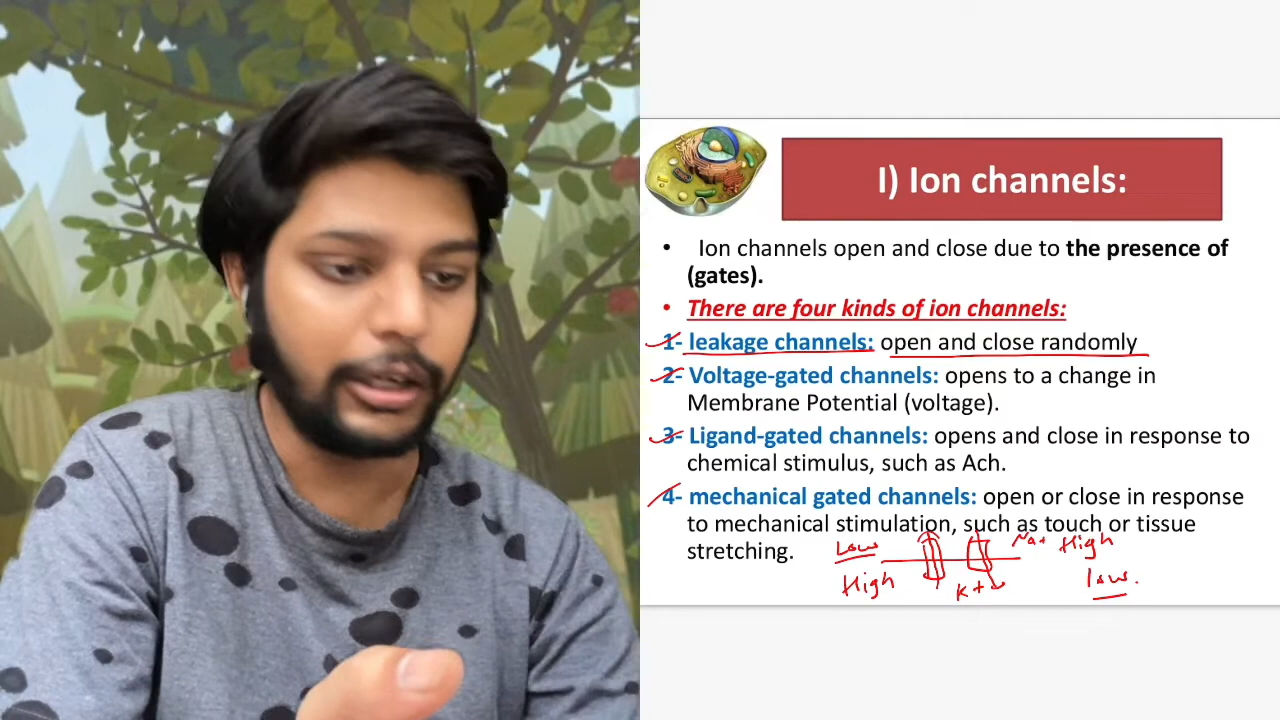 I) Ion channels:
• Ion channels open and close due to the presence of
(gates).
• There are four kinds of ion channels:
1- leakage channels: open and close randomly
2- Voltage-gated channels: opens to a change in
Membrane Potential (voltage).
3- Ligand-gated channels: opens and close in response to
chemical stimulus, such as Ach.
4- mechanical gated channels: open or close in response
to mechanical stimulation, such as touch or tissue
stretching.
Low Na+ High
High K+ low.